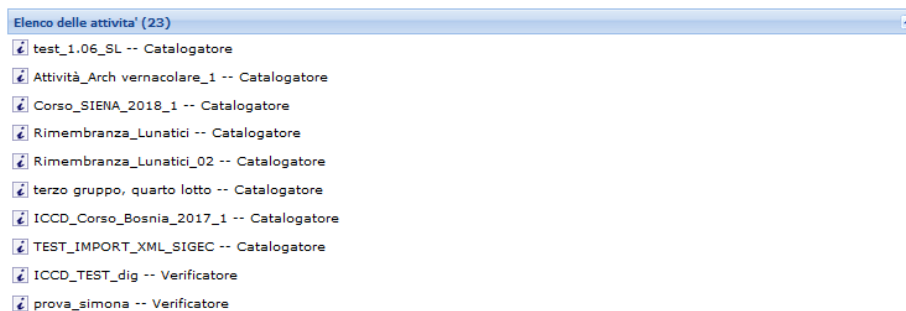 Elenco delle attivita' (23)
test_1.06_SL -- Catalogatore
Attività_Arch vernacolare_1 -- Catalogatore
Corso_SIENA_2018_1 -- Catalogatore
Rimembranza_Lunatici -- Catalogatore
Rimembranza_Lunatici_02 -- Catalogatore
terzo gruppo, quarto lotto -- Catalogatore
ICCD_Corso_Bosnia_2017_1 -- Catalogatore
TEST_IMPORT_XML_SIGEC -- Catalogatore
ICCD_TEST_dig -- Verificatore
prova_simona -- Verificatore